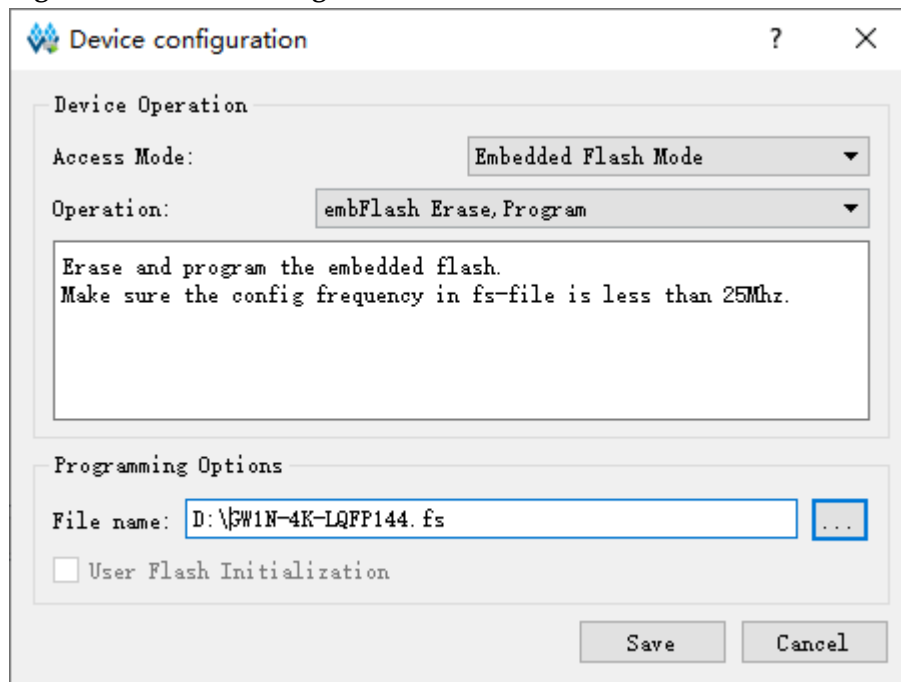 Device configuration ? ×
Device Operation
Access Mode: Embedded Flash Mode
Operation: embFlash Erase,Program
Erase and program the embedded flash.
Make sure the config frequency in fs-file is less than 25Mhz.
Programming Options
File name: D:\GW1N-4K-LQFP144.fs ...
User Flash Initialization
Save Cancel